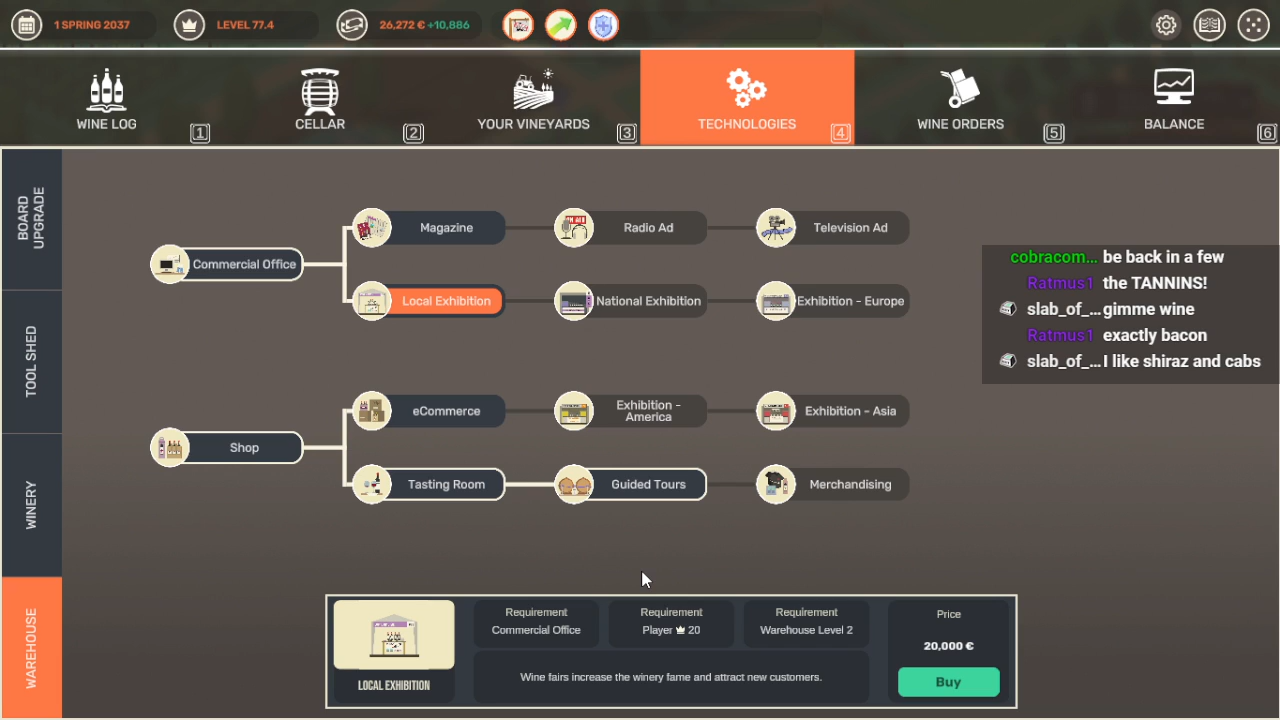 1 SPRING 2037
LEVEL 77.4
26,272 € +10,886
WINE LOG
1
CELLAR
2
YOUR VINEYARDS
3
TECHNOLOGIES
4
WINE ORDERS
5
BALANCE
6
BOARD
UPGRADE
TOOL SHED
WINERY
WAREHOUSE
Magazine
Radio Ad
Television Ad
Commercial Office
Local Exhibition
National Exhibition
Exhibition - Europe
eCommerce
Exhibition -
America
Exhibition - Asia
Shop
Tasting Room
Guided Tours
Merchandising
cobracom... be back in a few
Ratmus1 the TANNINS!
slab_of_... gimme wine
Ratmus1 exactly bacon
slab_of_... I like shiraz and cabs
LOCAL EXHIBITION
Requirement
Commercial Office
Requirement
Player 20
Requirement
Warehouse Level 2
Wine fairs increase the winery fame and attract new customers.
Price
20,000 €
Buy